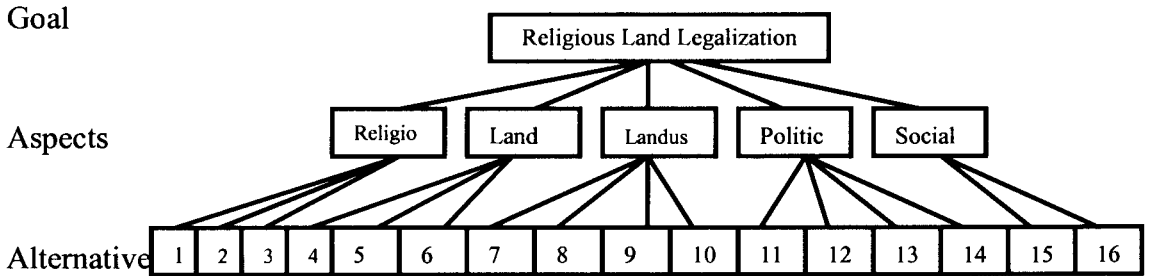 Goal
Religious Land Legalization
Aspects
Religio
Land
Landus
Politic
Social
Alternative
1 2 3 4 5 6 7 8 9 10 11 12 13 14 15 16